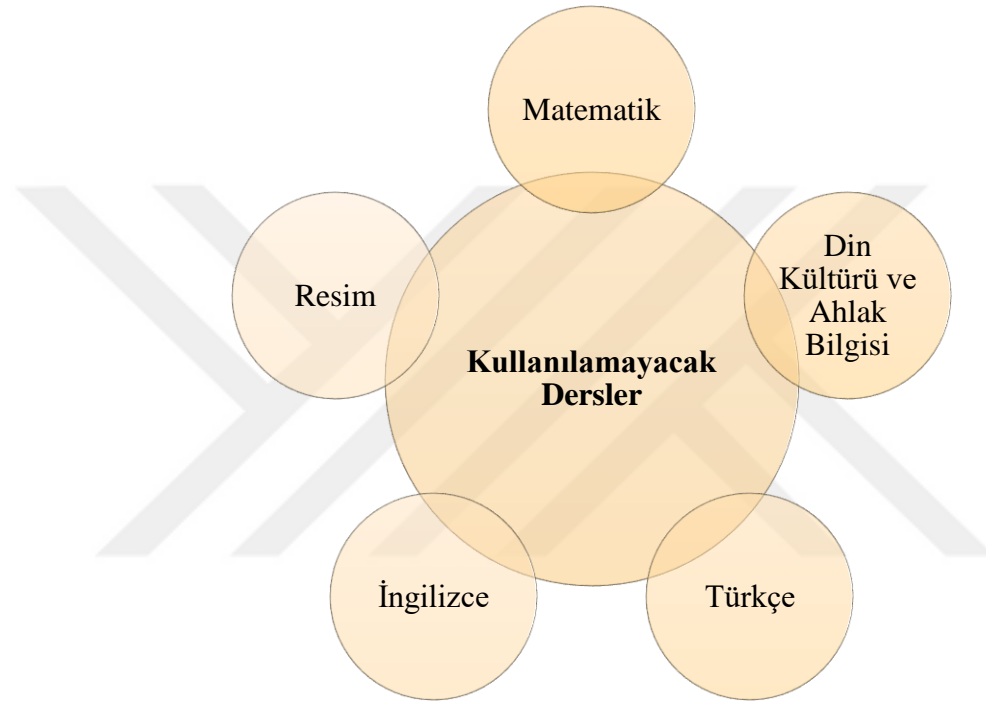 Matematik
Din
Kültürü ve
Ahlak
Bilgisi
Resim
Kullanılamayacak
Dersler
İngilizce
Türkçe